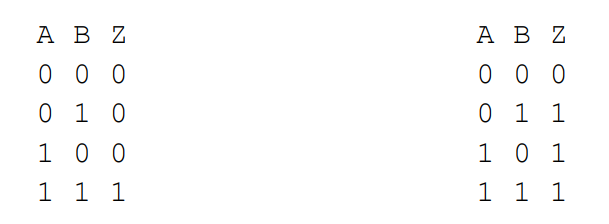 A B Z A B Z
0 0 0 0 0 0
0 1 0 0 1 1
1 0 0 1 0 1
1 1 1 1 1 1